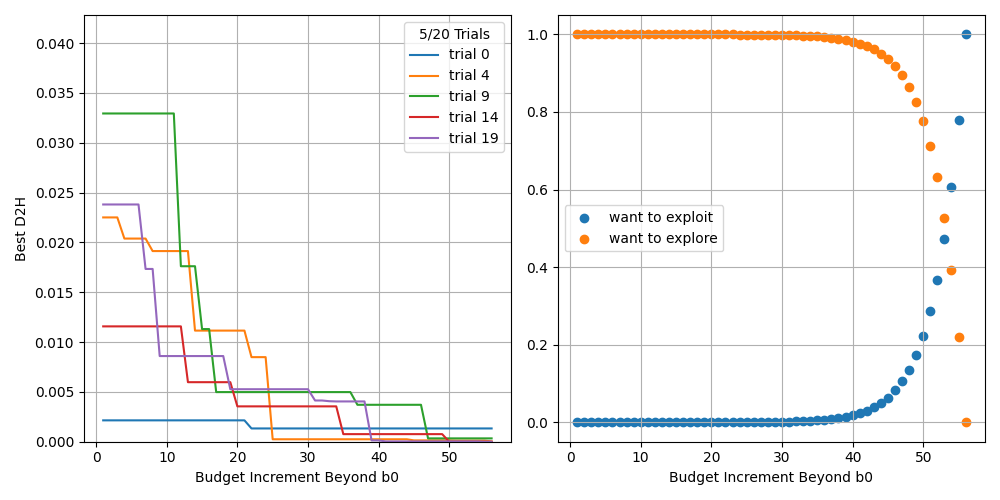 0.040
0.035
0.030
0.025
0.020
0.015
0.010
0.005
0.000
Best D2H
0 10 20 30 40 50
Budget Increment Beyond b0
5/20 Trials
trial 0
trial 4
trial 9
trial 14
trial 19
1.0
0.8
0.6
0.4
0.2
0.0
want to exploit
want to explore
0 10 20 30 40 50
Budget Increment Beyond b0